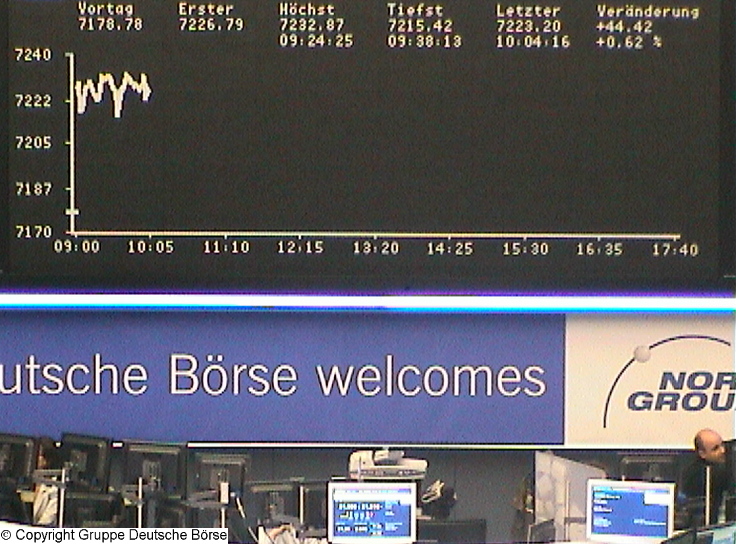 Vortag Erster Höchst Tiefst Letzter Veränderung
7178.78 7226.79 7232.87 7215.42 7223.20 +44.42
09:24:25 09:38:13 10:04:16 +0.62 %
7240
7222
7205
7187
7170
09:00 10:05 11:10 12:15 13:20 14:25 15:30 16:35 17:40
utsche Börse welcomes
NOR
GROU
© Copyright Gruppe Deutsche Börse